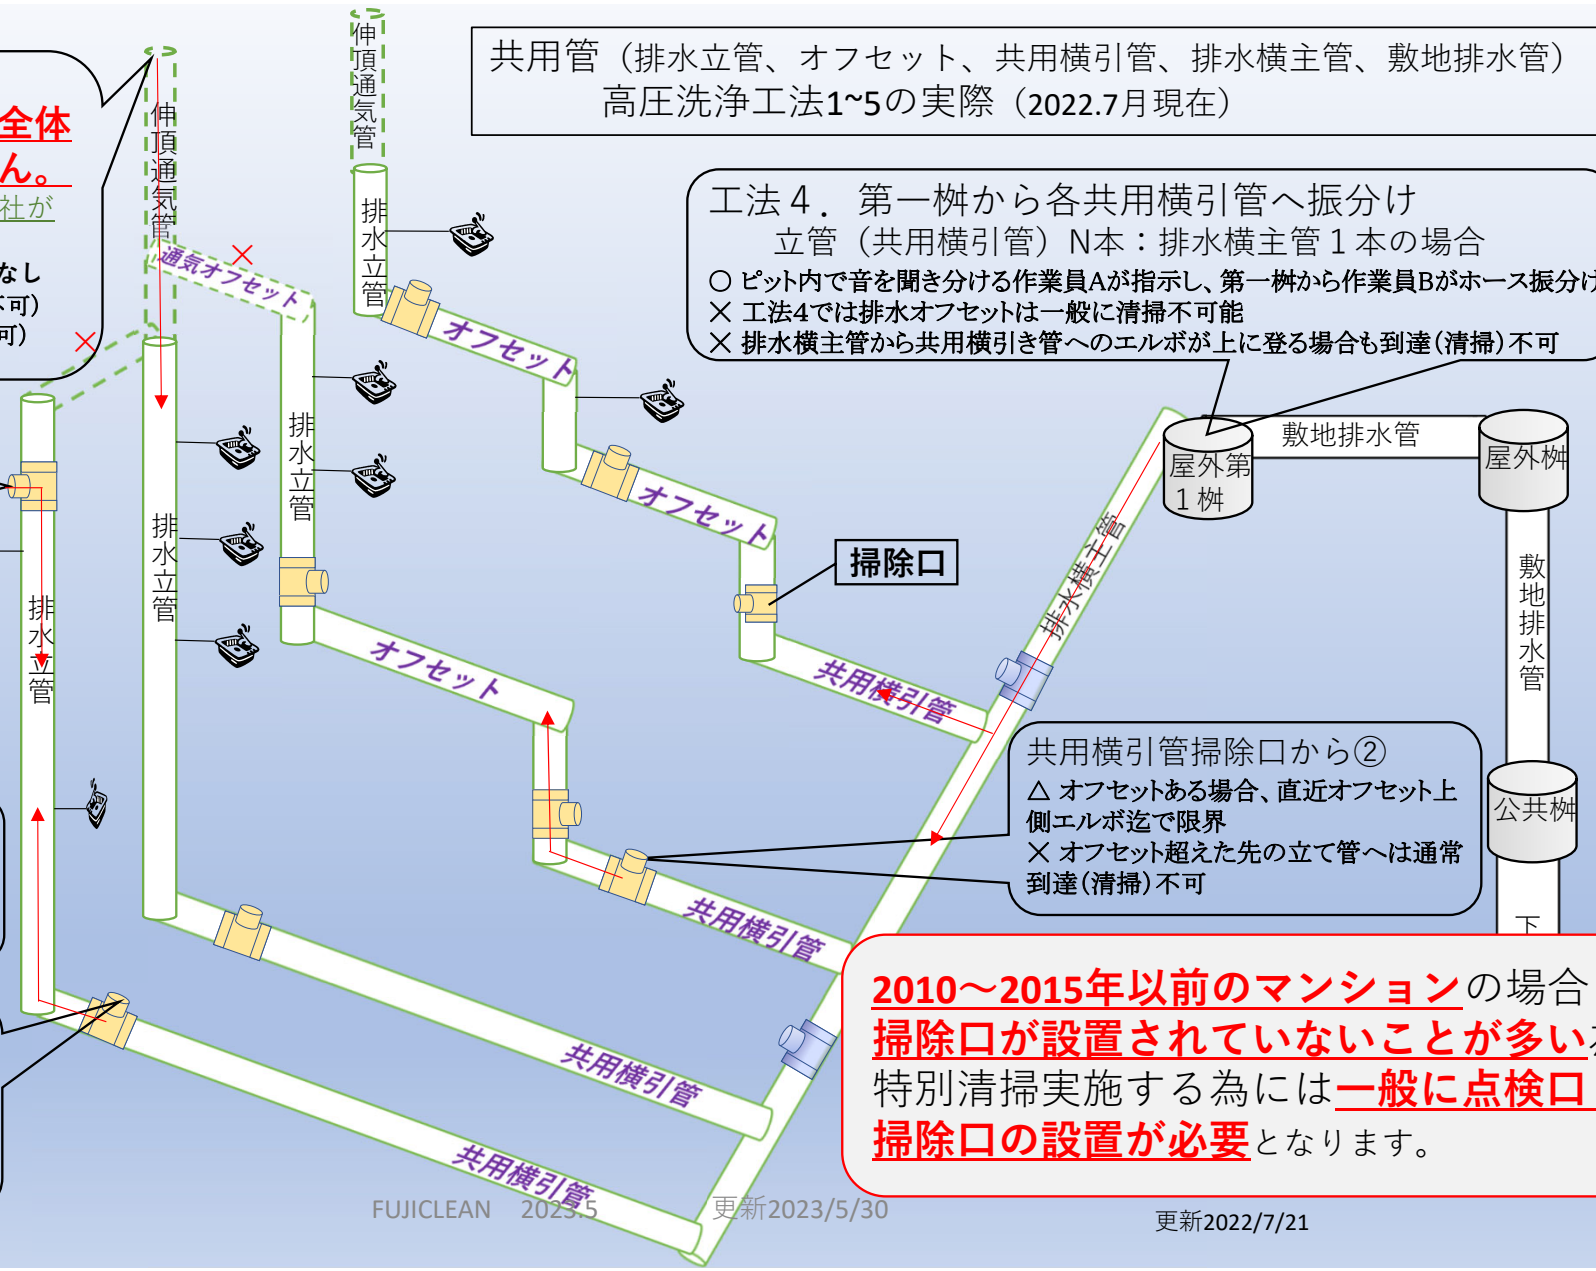 共用管（排水立管、オフセット、共用横引管、排水横主管、敷地排水管）
高圧洗浄工法1~5の実際（2022.7月現在）
全体
ん。
社が
なし
不可)
可)
伸頂通気管
伸頂通気管
通気オフセット
排水立管
排水立管
排水立管
排水立管
オフセット
オフセット
オフセット
掃除口
工法４．第一桝から各共用横引管へ振分け
立管（共用横引管）N本：排水横主管１本の場合
○ ピット内で音を聞き分ける作業員Aが指示し、第一桝から作業員Bがホース振分け
× 工法4では排水オフセットは一般に清掃不可能
× 排水横主管から共用横引き管へのエルボが上に登る場合も到達(清掃)不可
屋外第
１桝
敷地排水管
屋外桝
敷地排水管
公共桝
下
排水横主管
共用横引管
共用横引管
共用横引管
共用横引管
共用横引管掃除口から②
△ オフセットある場合、直近オフセット上
側エルボ迄で限界
× オフセット超えた先の立て管へは通常
到達(清掃)不可
2010～2015年以前のマンションの場合
掃除口が設置されていないことが多い
特別清掃実施する為には一般に点検口
掃除口の設置が必要となります。
FUJICLEAN 2023.5
更新2023/5/30
更新2022/7/21